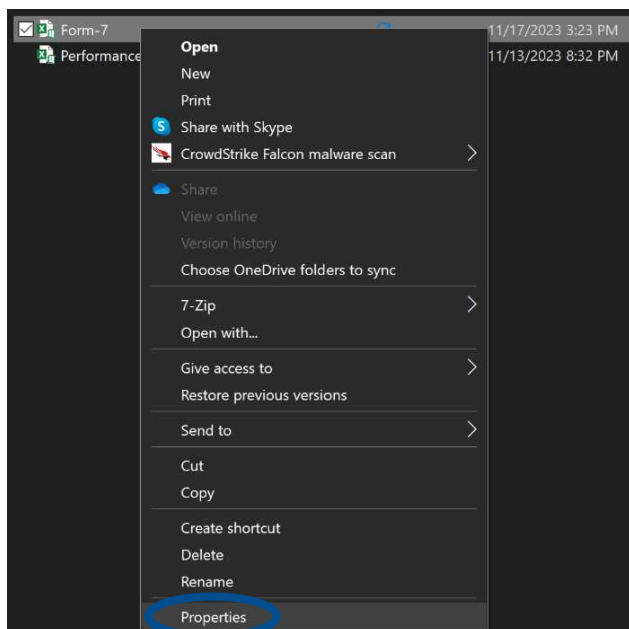 Form-7 11/17/2023 3:23 PM
Performance 11/13/2023 8:32 PM
Open
New
Print
Share with Skype
CrowdStrike Falcon malware scan
Share
View online
Version history
Choose OneDrive folders to sync
7-Zip
Open with...
Give access to
Restore previous versions
Send to
Cut
Copy
Create shortcut
Delete
Rename
Properties